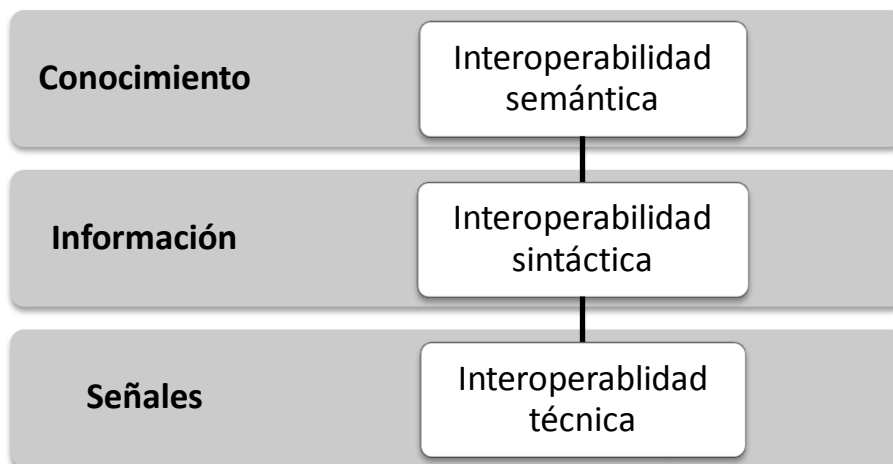 Conocimiento
Interoperabilidad
semántica
Información
Interoperabilidad
sintáctica
Señales
Interoperablidad
técnica